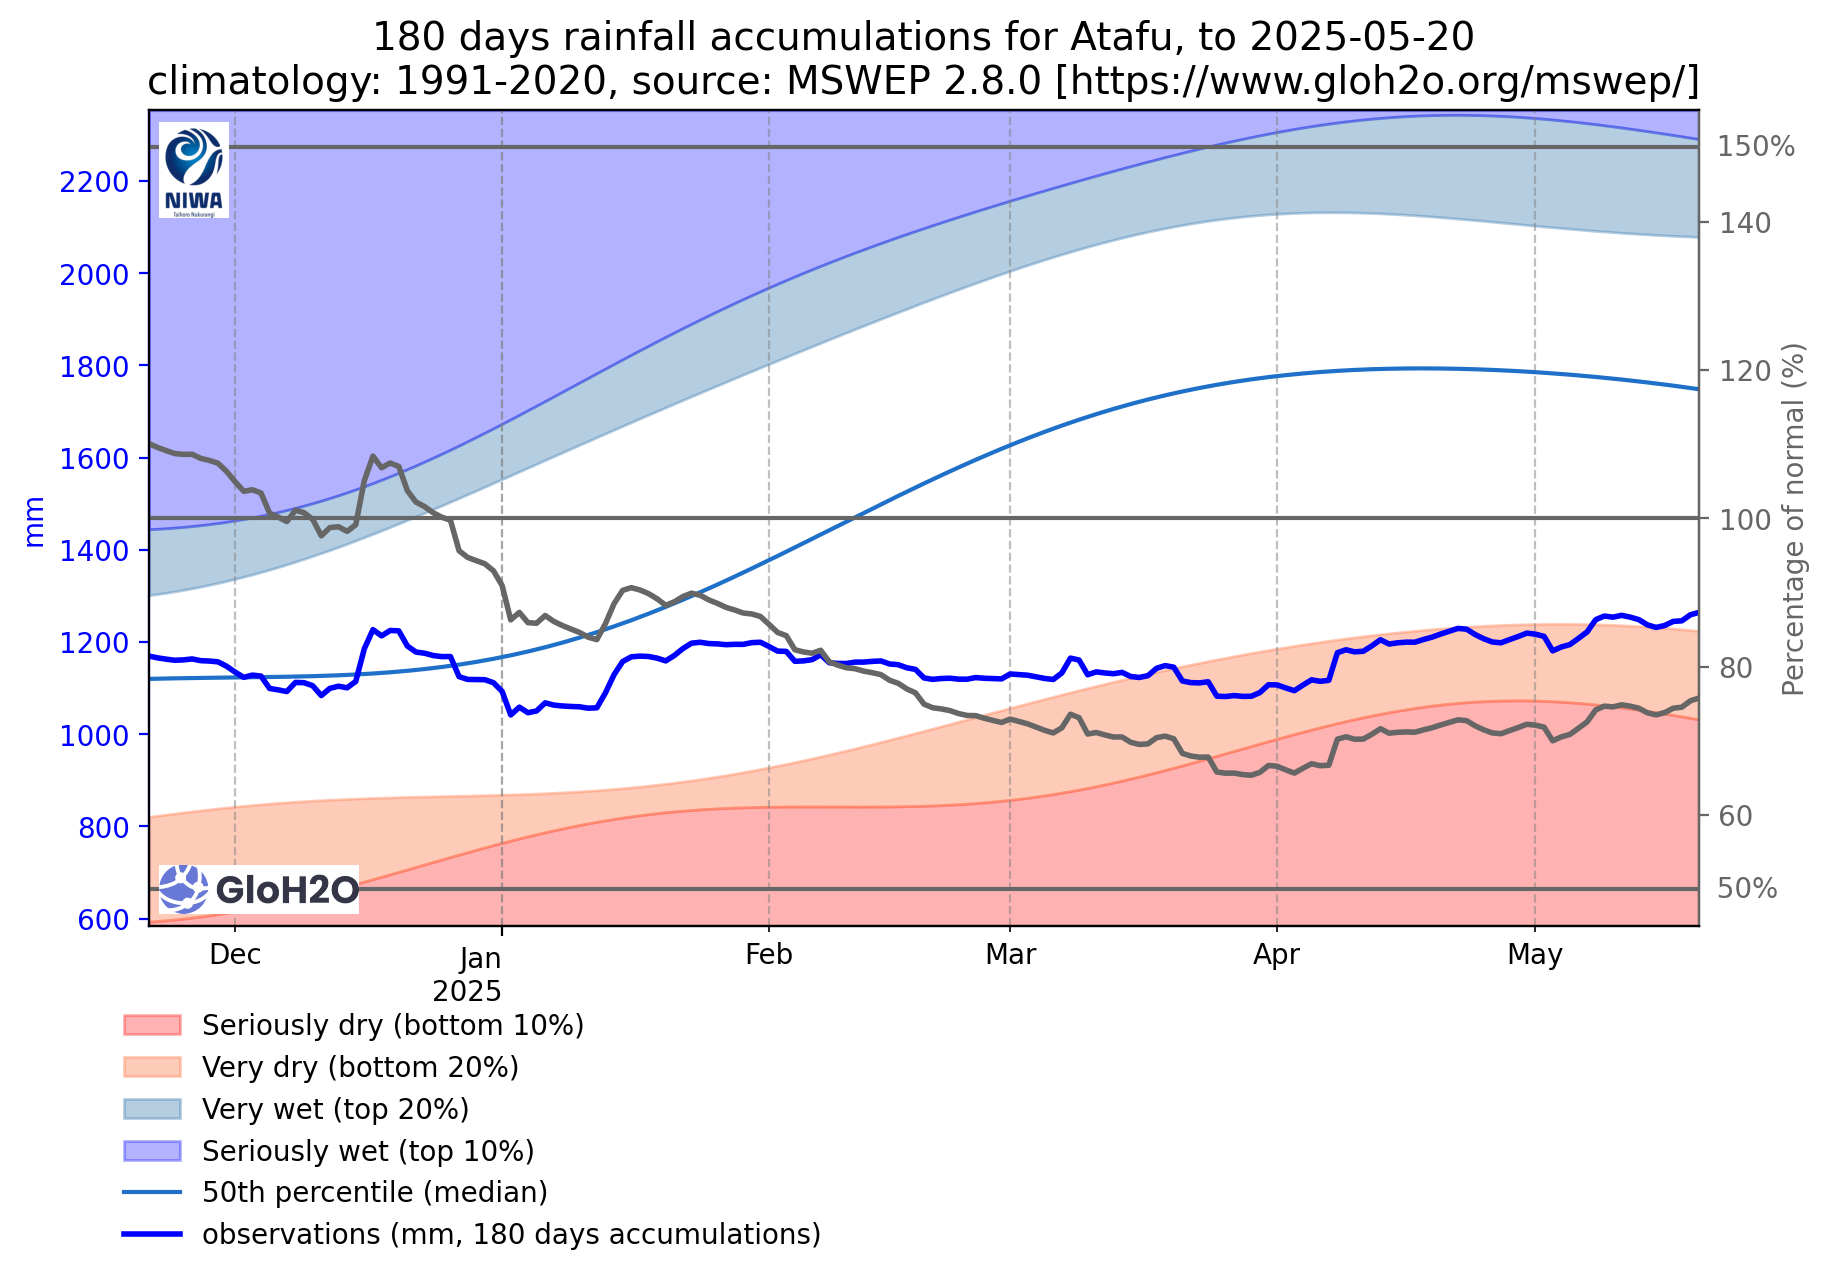 180 days rainfall accumulations for Atafu, to 2025-05-20
climatology: 1991-2020, source: MSWEP 2.8.0 [https://www.gloh2o.org/mswep/]
NIWA
Taihoro Nukurangi
150%
2200
140
2000
1800
120
1600
mm
Percentage of normal (%)
100
1400
1200
80
1000
800
60
GloH2O
50%
600
Dec
Jan
Feb
Mar
Apr
May
2025
Seriously dry (bottom 10%)
Very dry (bottom 20%)
Very wet (top 20%)
Seriously wet (top 10%)
50th percentile (median)
observations (mm, 180 days accumulations)